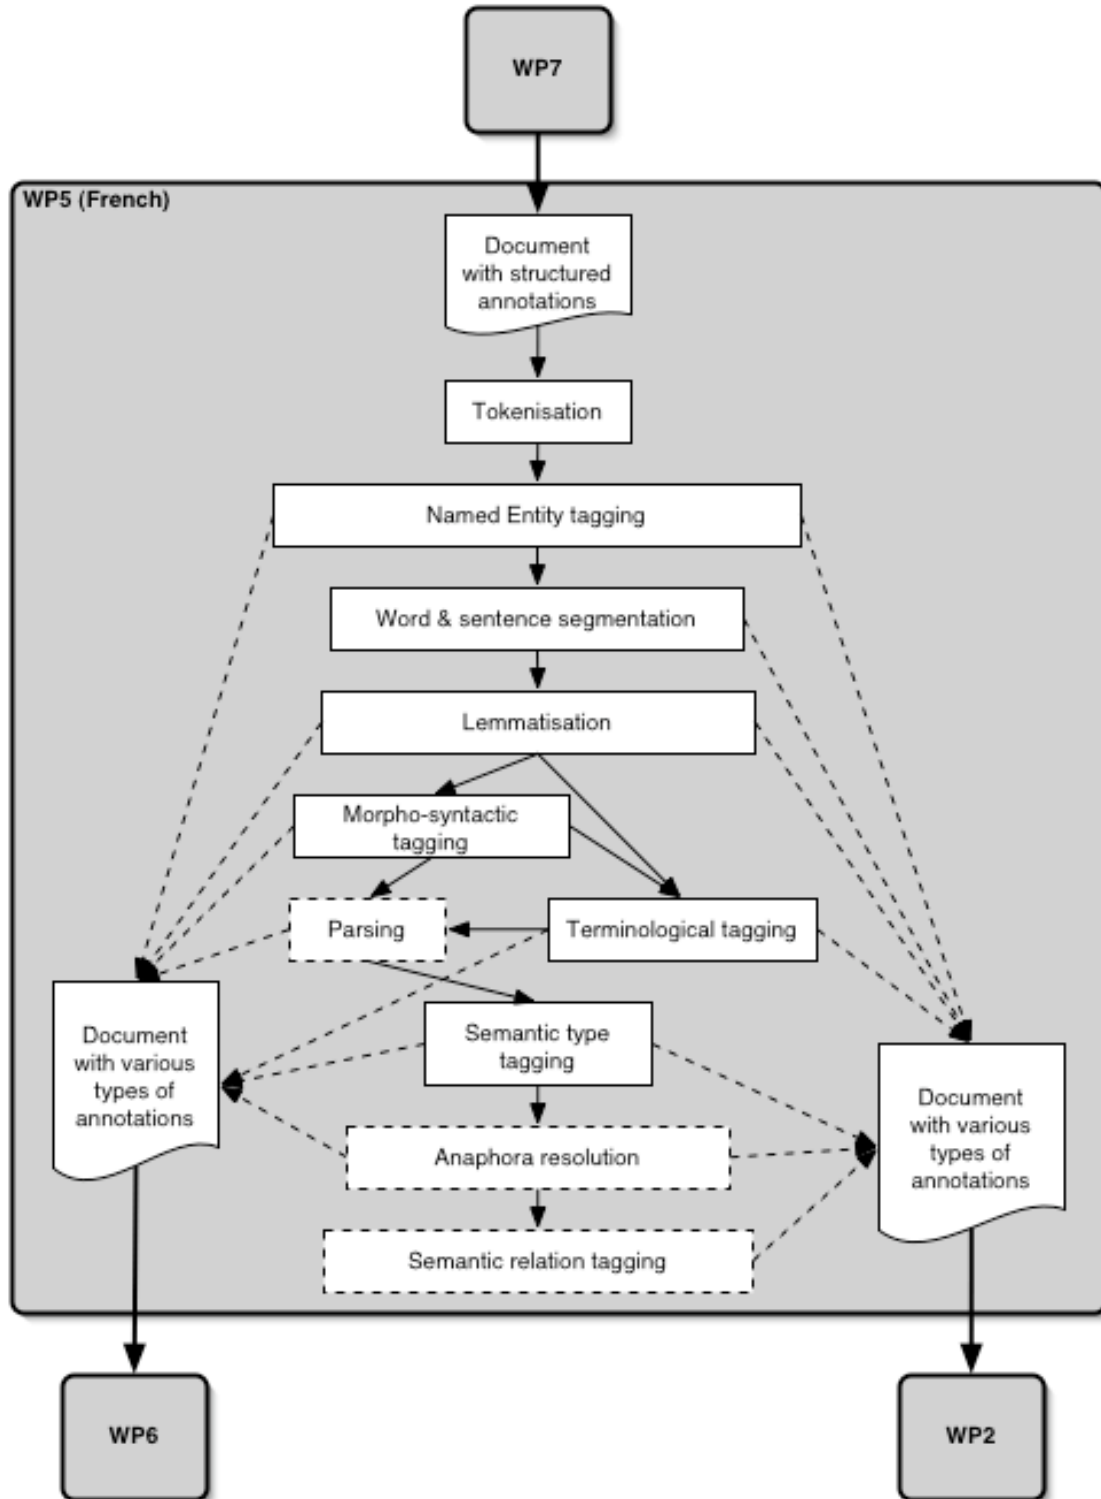 WP7
WP5 (French)
Document
with structured
annotations
Tokenisation
Named Entity tagging
Word & sentence segmentation
Lemmatisation
Morpho-syntactic
tagging
Parsing
Terminological tagging
Semantic type
tagging
Document
with various
types of
annotations
Document
with various
types of
annotations
Anaphora resolution
Semantic relation tagging
WP6
WP2